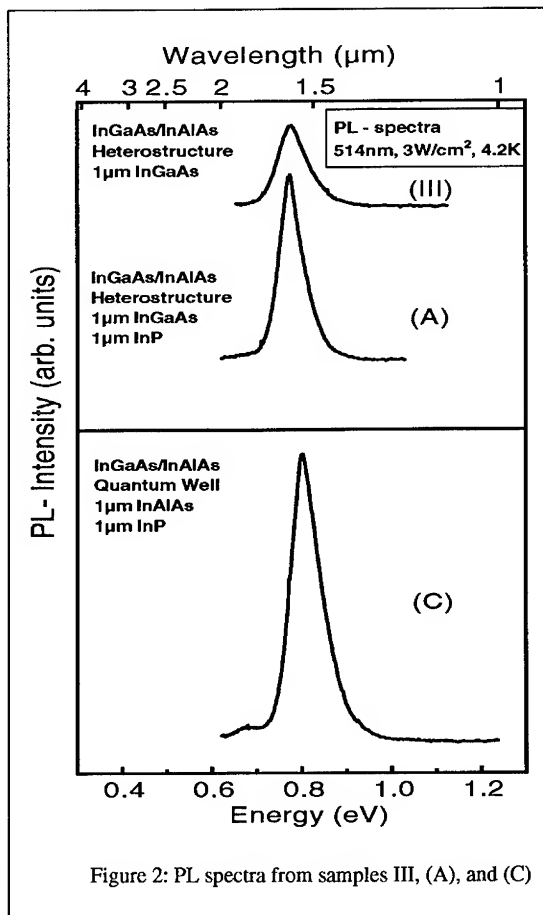 Wavelength (μm)
4 3 2.5 2 1.5 1
InGaAs/InAlAs
Heterostructure
1μm InGaAs
PL - spectra
514nm, 3W/cm², 4.2K
(III)
InGaAs/InAlAs
Heterostructure
1μm InGaAs
1μm InP
(A)
PL- Intensity (arb. units)
InGaAs/InAlAs
Quantum Well
1μm InAlAs
1μm InP
(C)
0.4 0.6 0.8 1.0 1.2
Energy (eV)
Figure 2: PL spectra from samples III, (A), and (C)